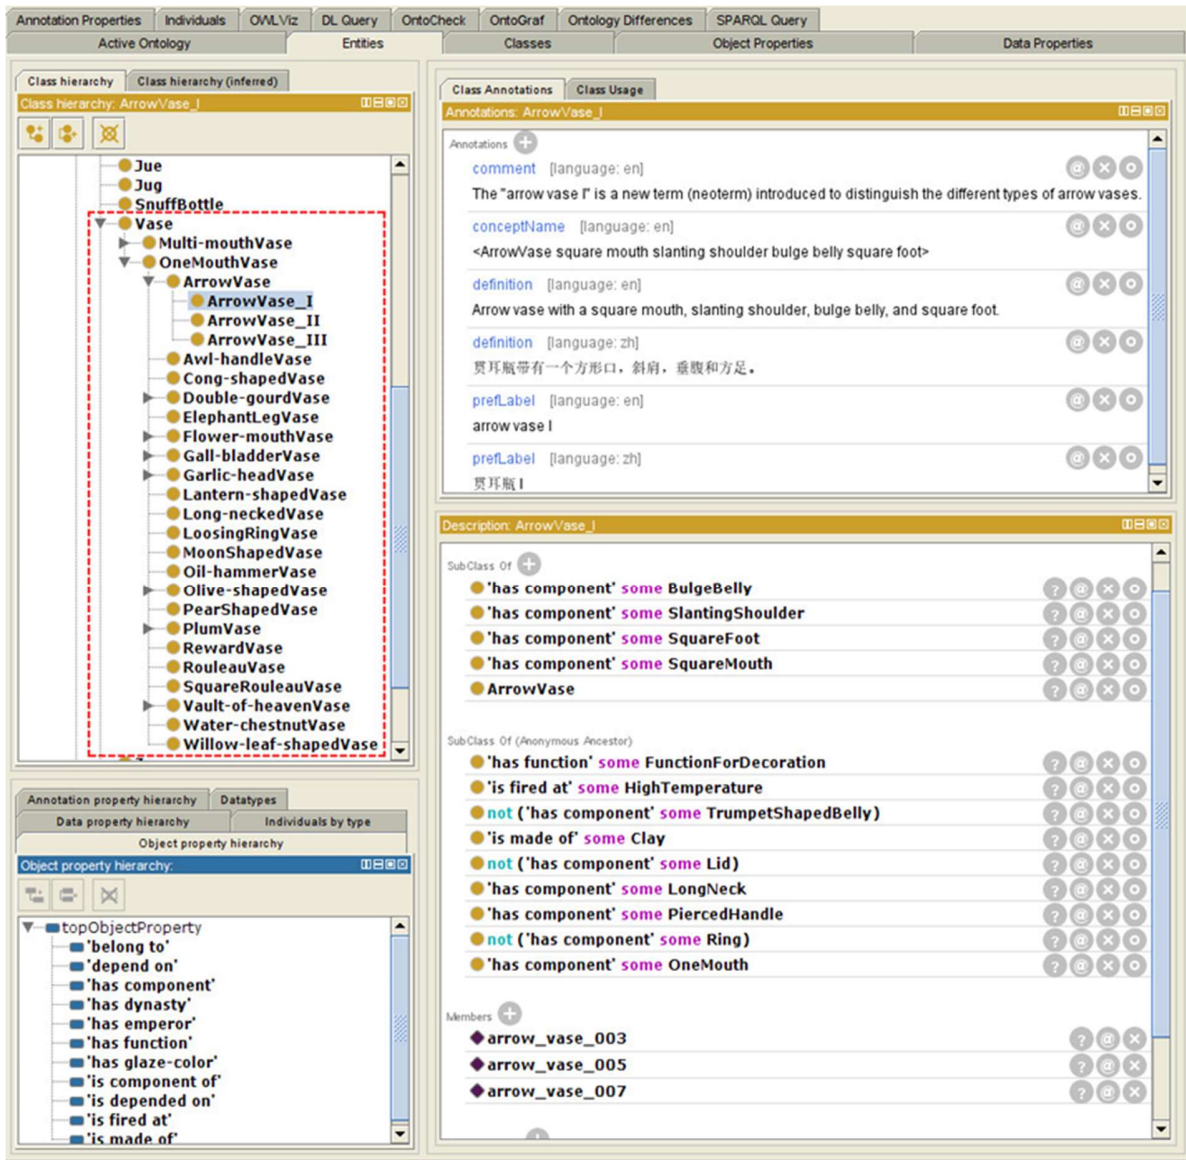 Annotation Properties Individuals OWLViz DL Query OntoCheck OntoGraf Ontology Differences SPARQL Query
Active Ontology Entities Classes Object Properties Data Properties
Class hierarchy Class hierarchy (inferred)
Class hierarchy: ArrowVase_I
Jue
Jug
SnuffBottle
Vase
Multi-mouthVase
OneMouthVase
ArrowVase
ArrowVase_I
ArrowVase_II
ArrowVase_III
Awl-handleVase
Cong-shapedVase
Double-gourdVase
ElephantLegVase
Flower-mouthVase
Gall-bladderVase
Garlic-headVase
Lantern-shapedVase
Long-neckedVase
LoosingRingVase
MoonShapedVase
Oil-hammerVase
Olive-shapedVase
PearShapedVase
PlumVase
RewardVase
RouleauVase
SquareRouleauVase
Vault-of-heavenVase
Water-chestnutVase
Willow-leaf-shapedVase
Annotation property hierarchy Datatypes
Data property hierarchy Individuals by type
Object property hierarchy
Object property hierarchy:
topObjectProperty
'belong to'
'depend on'
'has component'
'has dynasty'
'has emperor'
'has function'
'has glaze-color'
'is component of'
'is depended on'
'is fired at'
'is made of'
Class Annotations Class Usage
Annotations: ArrowVase_I
Annotations
comment [language: en]
The "arrow vase I" is a new term (neoterm) introduced to distinguish the different types of arrow vases.
conceptName [language: en]
<ArrowVase square mouth slanting shoulder bulge belly square foot>
definition [language: en]
Arrow vase with a square mouth, slanting shoulder, bulge belly, and square foot.
definition [language: zh]
贯耳瓶带有一个方形口，斜肩，垂腹和方足。
prefLabel [language: en]
arrow vase I
prefLabel [language: zh]
贯耳瓶 I
Description: ArrowVase_I
SubClass Of
'has component' some BulgeBelly
'has component' some SlantingShoulder
'has component' some SquareFoot
'has component' some SquareMouth
ArrowVase
SubClass Of (Anonymous Ancestor)
'has function' some FunctionForDecoration
'is fired at' some HighTemperature
not ('has component' some TrumpetShapedBelly)
'is made of' some Clay
not ('has component' some Lid)
'has component' some LongNeck
'has component' some PiercedHandle
not ('has component' some Ring)
'has component' some OneMouth
Members
arrow_vase_003
arrow_vase_005
arrow_vase_007